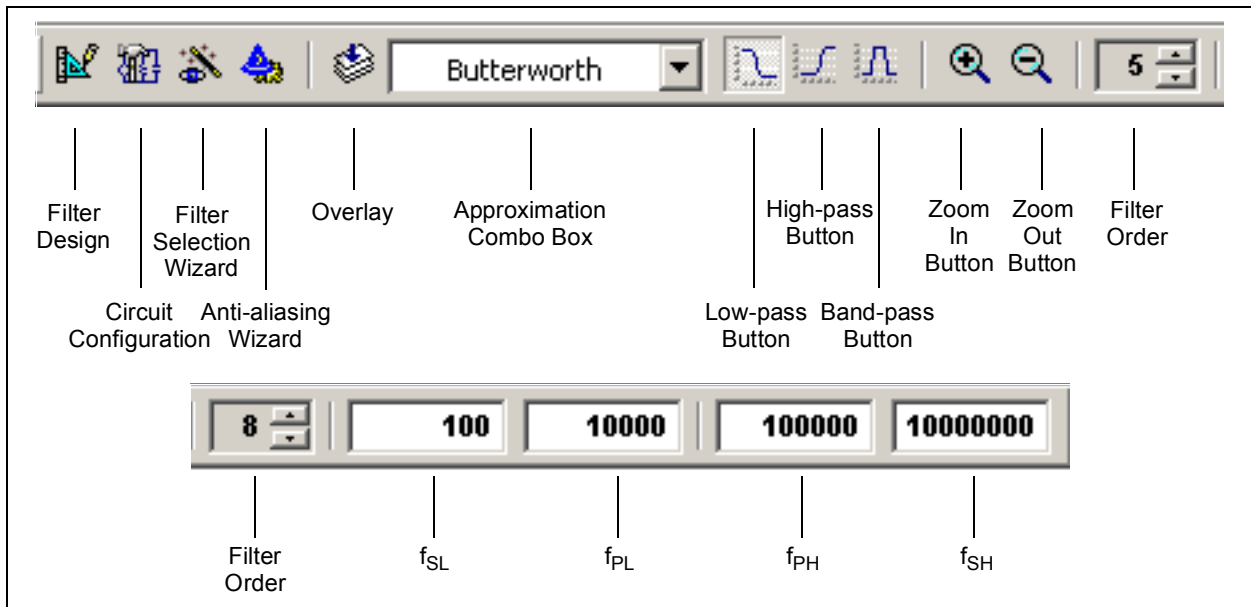 Butterworth
5
Filter Design
Filter Selection Wizard
Overlay
Approximation Combo Box
High-pass Button
Zoom In Button
Zoom Out Button
Filter Order
Circuit Configuration
Anti-aliasing Wizard
Low-pass Button
Band-pass Button
8
100
10000
100000
10000000
Filter Order
fSL
fPL
fPH
fSH